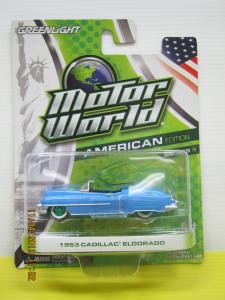 GREENLIGHT
Motor
World
AMERICAN EDITION
1953 CADILLAC ELDORADO